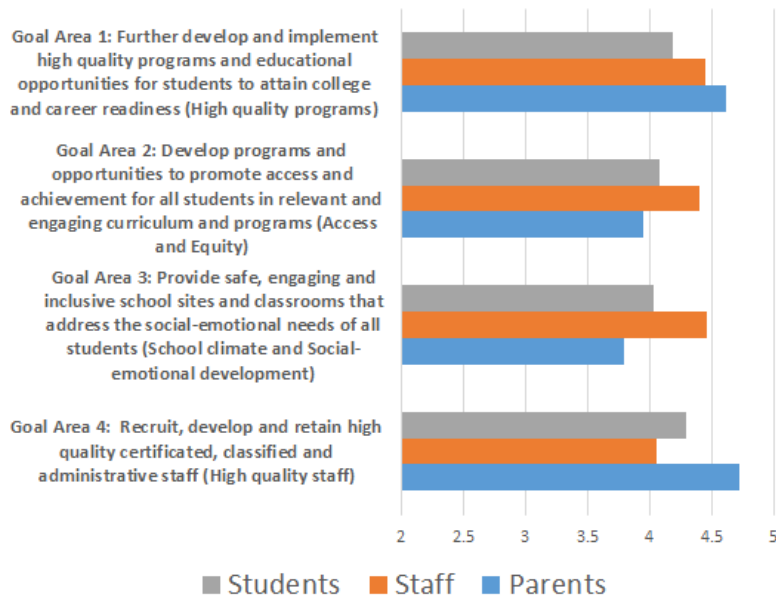 Goal Area 1: Further develop and implement
high quality programs and educational
opportunities for students to attain college
and career readiness (High quality programs)
Goal Area 2: Develop programs and
opportunities to promote access and
achievement for all students in relevant and
engaging curriculum and programs (Access
and Equity)
Goal Area 3: Provide safe, engaging and
inclusive school sites and classrooms that
address the social-emotional needs of all
students (School climate and Social-
emotional development)
Goal Area 4:  Recruit, develop and retain high
quality certificated, classified and
administrative staff (High quality staff)
2 2.5 3 3.5 4 4.5 5
Students Staff Parents